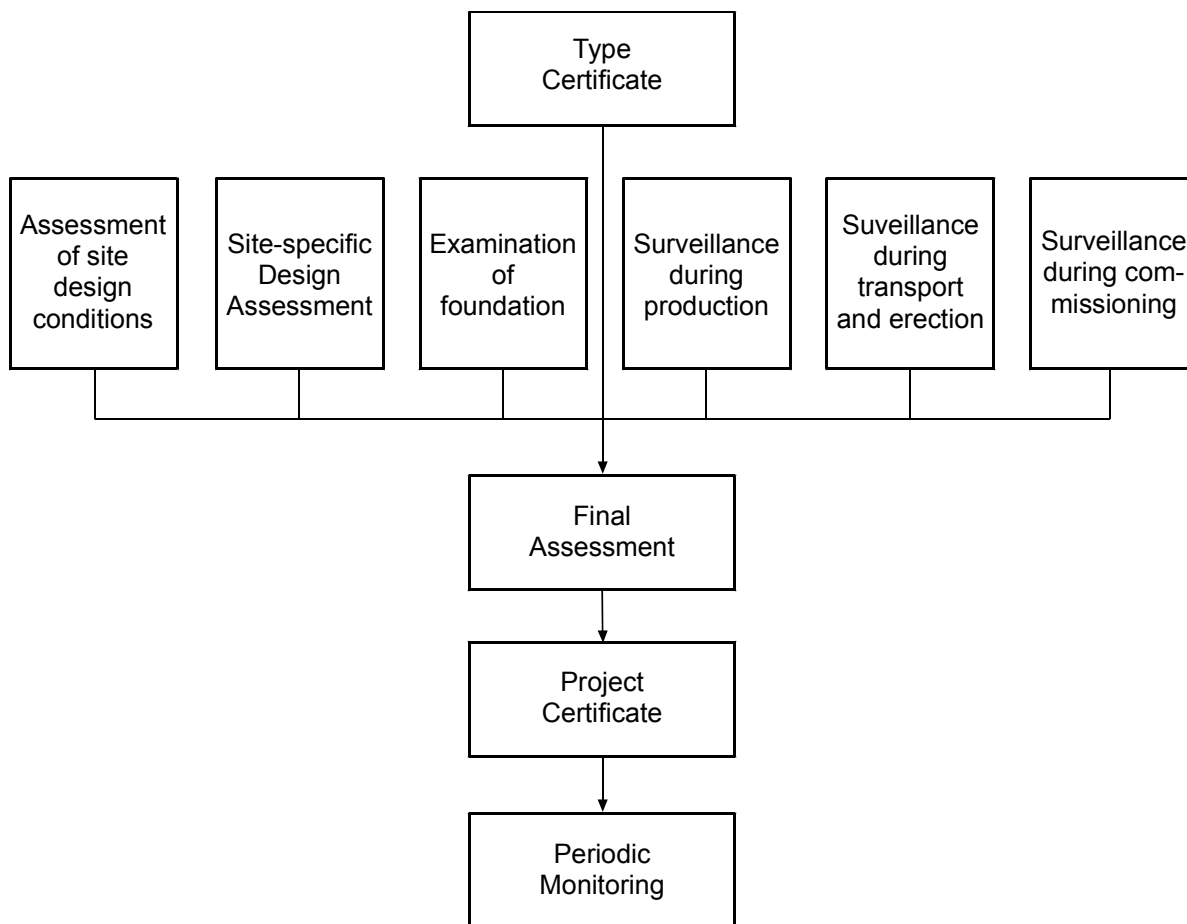 Type
Certificate
Assessment
of site
design
conditions
Site-specific
Design
Assessment
Examination
of
foundation
Surveillance
during
production
Suveillance
during
transport
and erection
Surveillance
during com-
missioning
Final
Assessment
Project
Certificate
Periodic
Monitoring